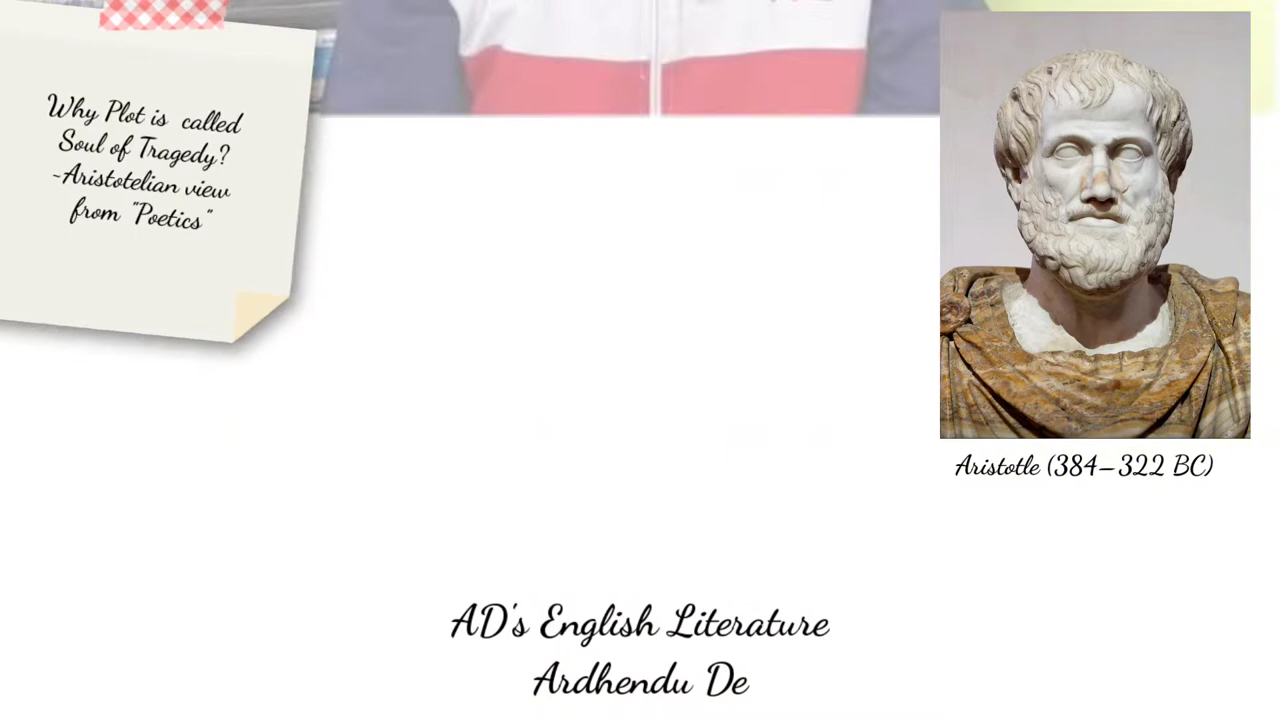 Why Plot is called
Soul of Tragedy?
-Aristotelian view
from "Poetics"
Aristotle (384–322 BC)
AD's English Literature
Ardhendu De